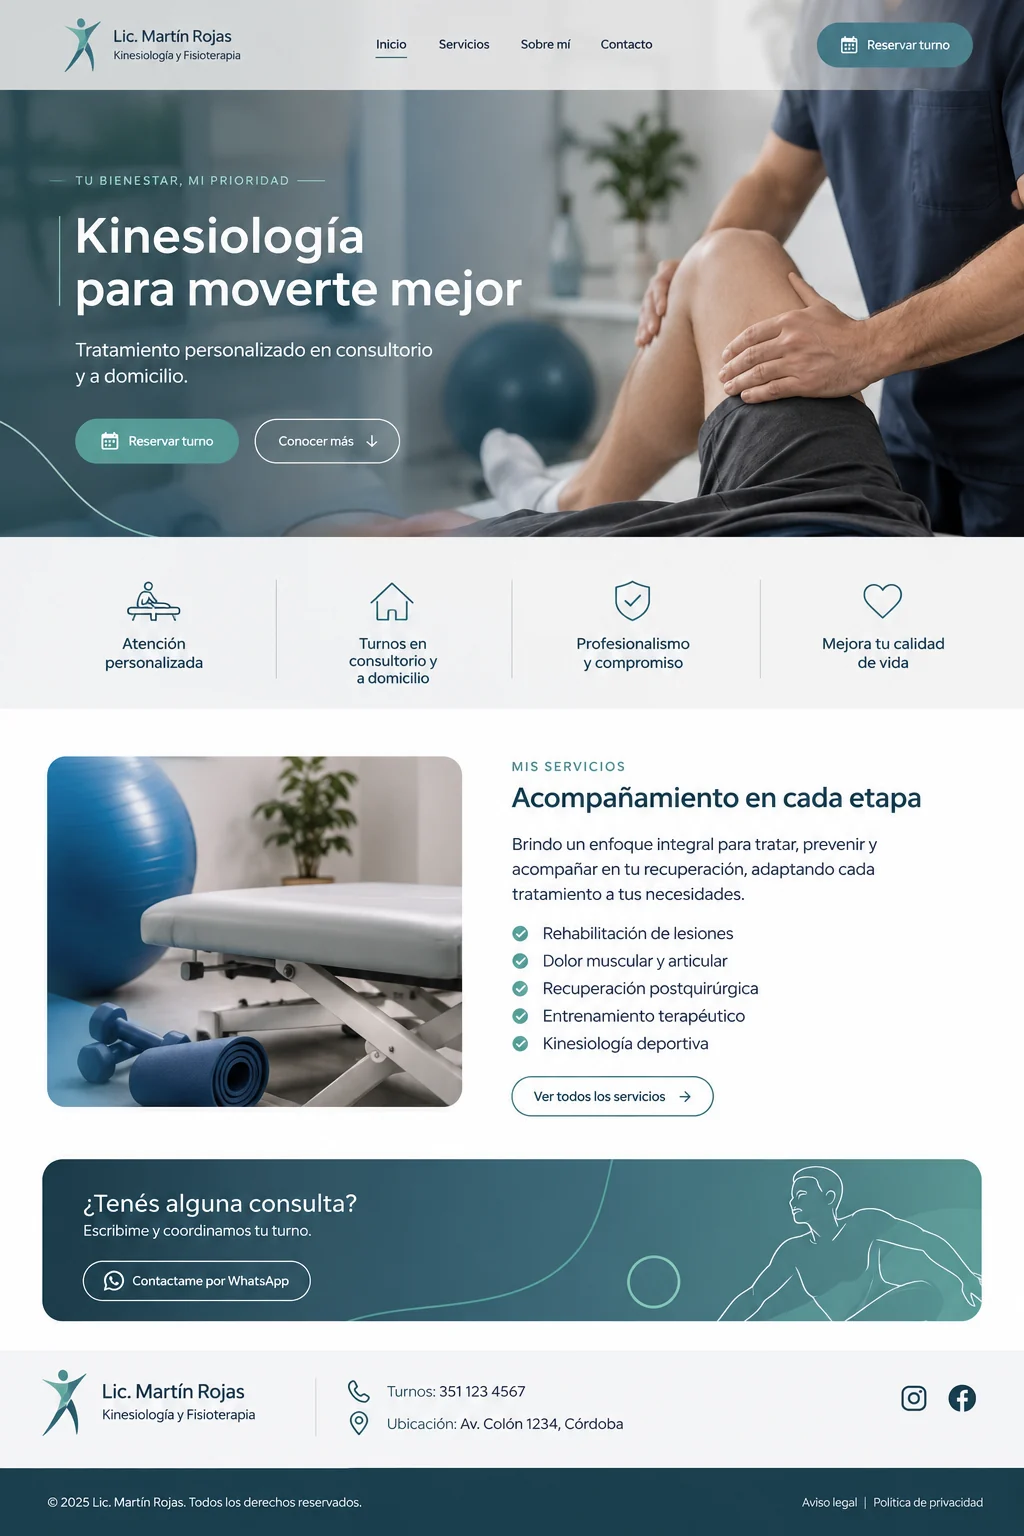 Lic. Martín Rojas
Kinesiología y Fisioterapia
Inicio
Servicios
Sobre mí
Contacto
Reservar turno
TU BIENESTAR, MI PRIORIDAD
Kinesiología
para moverte mejor
Tratamiento personalizado en consultorio
y a domicilio.
Reservar turno
Conocer más
Atención
personalizada
Turnos en
consultorio y
a domicilio
Profesionalismo
y compromiso
Mejora tu calidad
de vida
MIS SERVICIOS
Acompañamiento en cada etapa
Brindo un enfoque integral para tratar, prevenir y
acompañar en tu recuperación, adaptando cada
tratamiento a tus necesidades.
Rehabilitación de lesiones
Dolor muscular y articular
Recuperación postquirúrgica
Entrenamiento terapéutico
Kinesiología deportiva
Ver todos los servicios
¿Tenés alguna consulta?
Escribime y coordinamos tu turno.
Contactame por WhatsApp
Lic. Martín Rojas
Kinesiología y Fisioterapia
Turnos: 351 123 4567
Ubicación: Av. Colón 1234, Córdoba
© 2025 Lic. Martín Rojas. Todos los derechos reservados.
Aviso legal | Política de privacidad